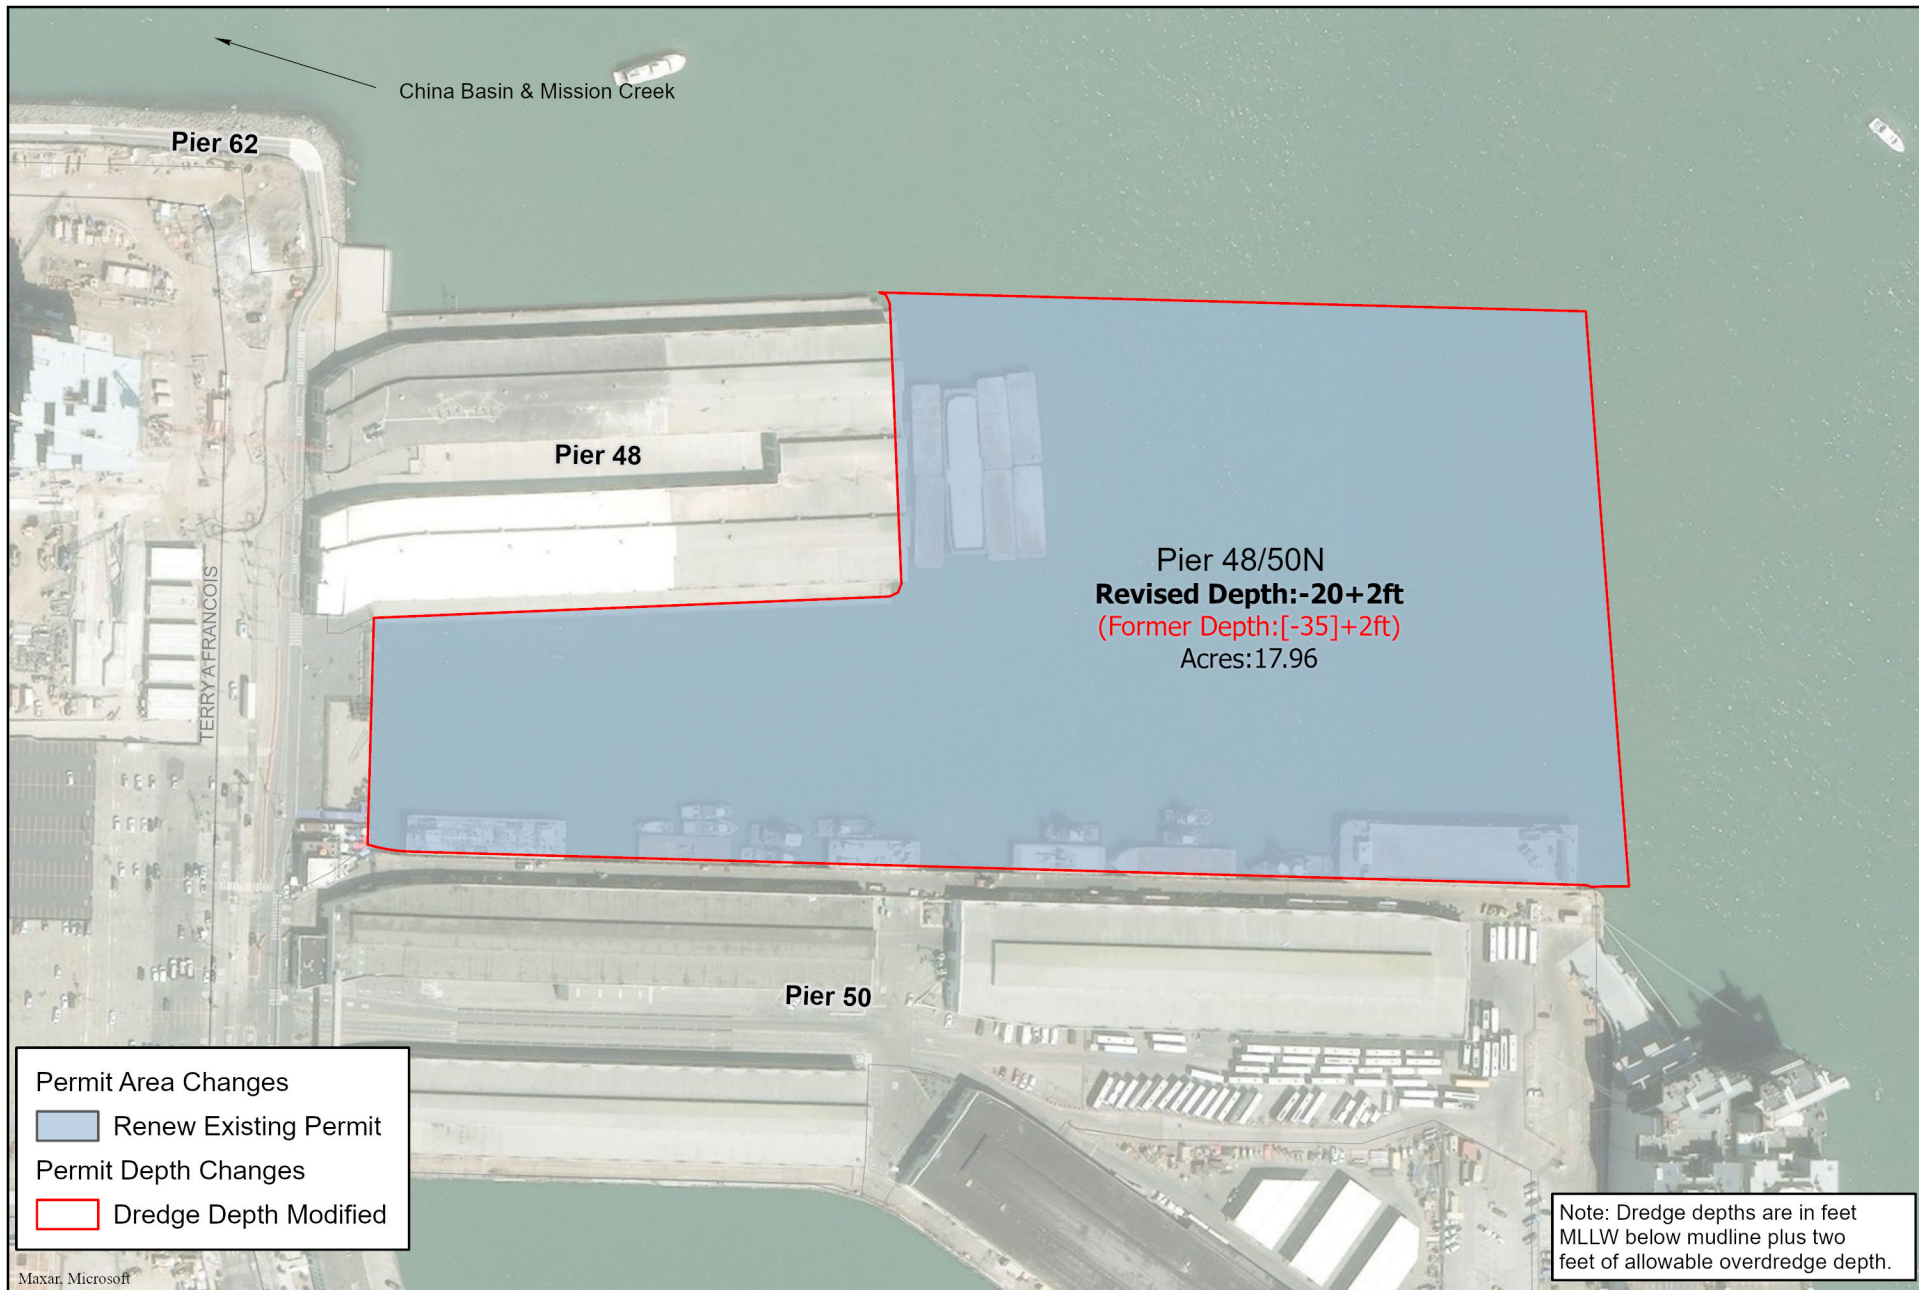 China Basin & Mission Creek
Pier 62
Pier 48
TERRY A FRANCOIS
Pier 48/50N
Revised Depth:-20+2ft
(Former Depth:[-35]+2ft)
Acres:17.96
Pier 50
Permit Area Changes
Renew Existing Permit
Permit Depth Changes
Dredge Depth Modified
Note: Dredge depths are in feet
MLLW below mudline plus two
feet of allowable overdredge depth.
Maxar, Microsoft